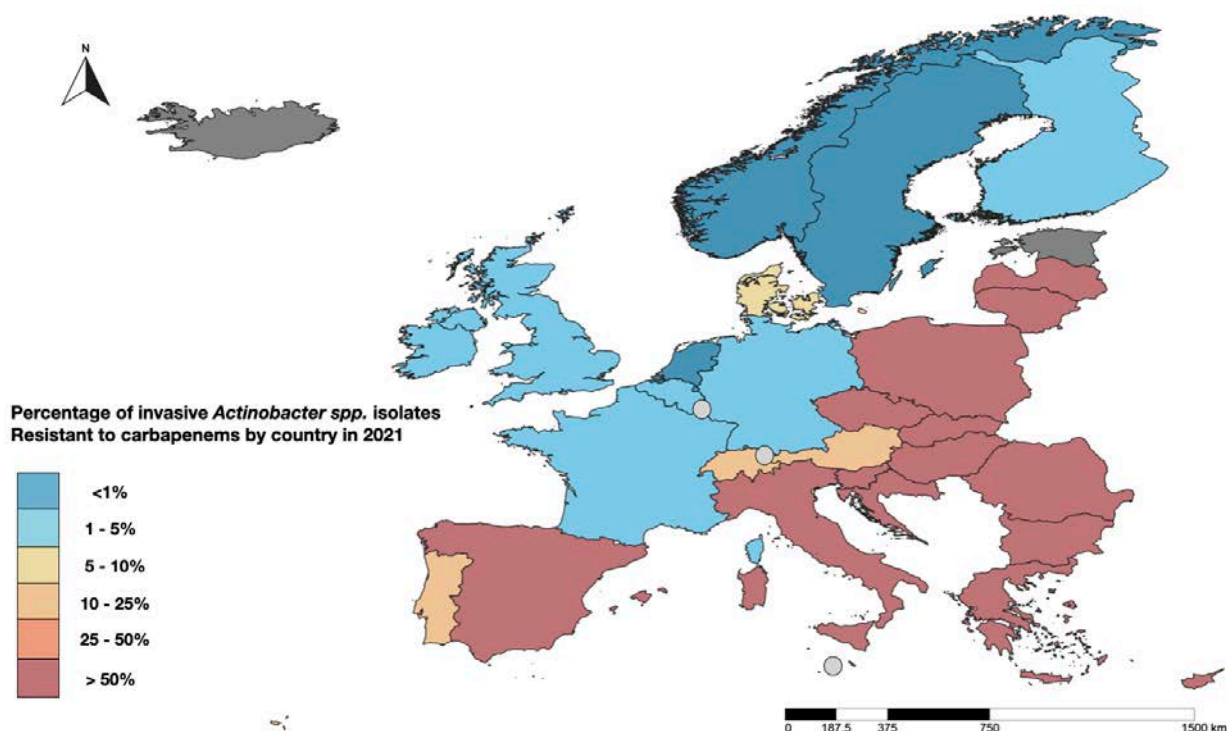 N
Percentage of invasive Actinobacter spp. isolates
Resistant to carbapenems by country in 2021
<1%
1 - 5%
5 - 10%
10 - 25%
25 - 50%
> 50%
0 187.5 375 750 1500 km